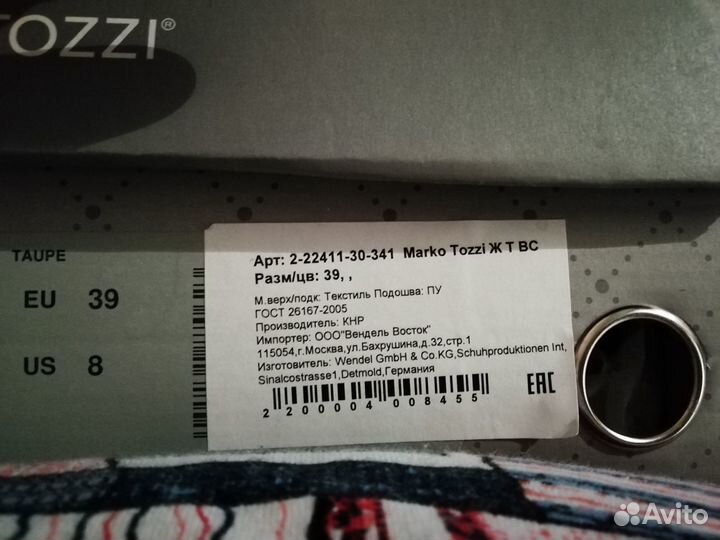 TOZZI®
TAUPE
EU 39
US 8
Арт: 2-22411-30-341 Marko Tozzi Ж Т ВС
Разм/цв: 39, ,
М.верх/подк: Текстиль Подошва: ПУ
ГОСТ 26167-2005
Производитель: КНР
Импортер: ООО"Вендель Восток"
115054,г.Москва,ул.Бахрушина,д.32,стр.1
Изготовитель: Wendel GmbH & Co.KG,Schuhproduktionen Int,
Sinalcostrasse1,Detmold,Германия
2 200004 008455
EAC
Avito